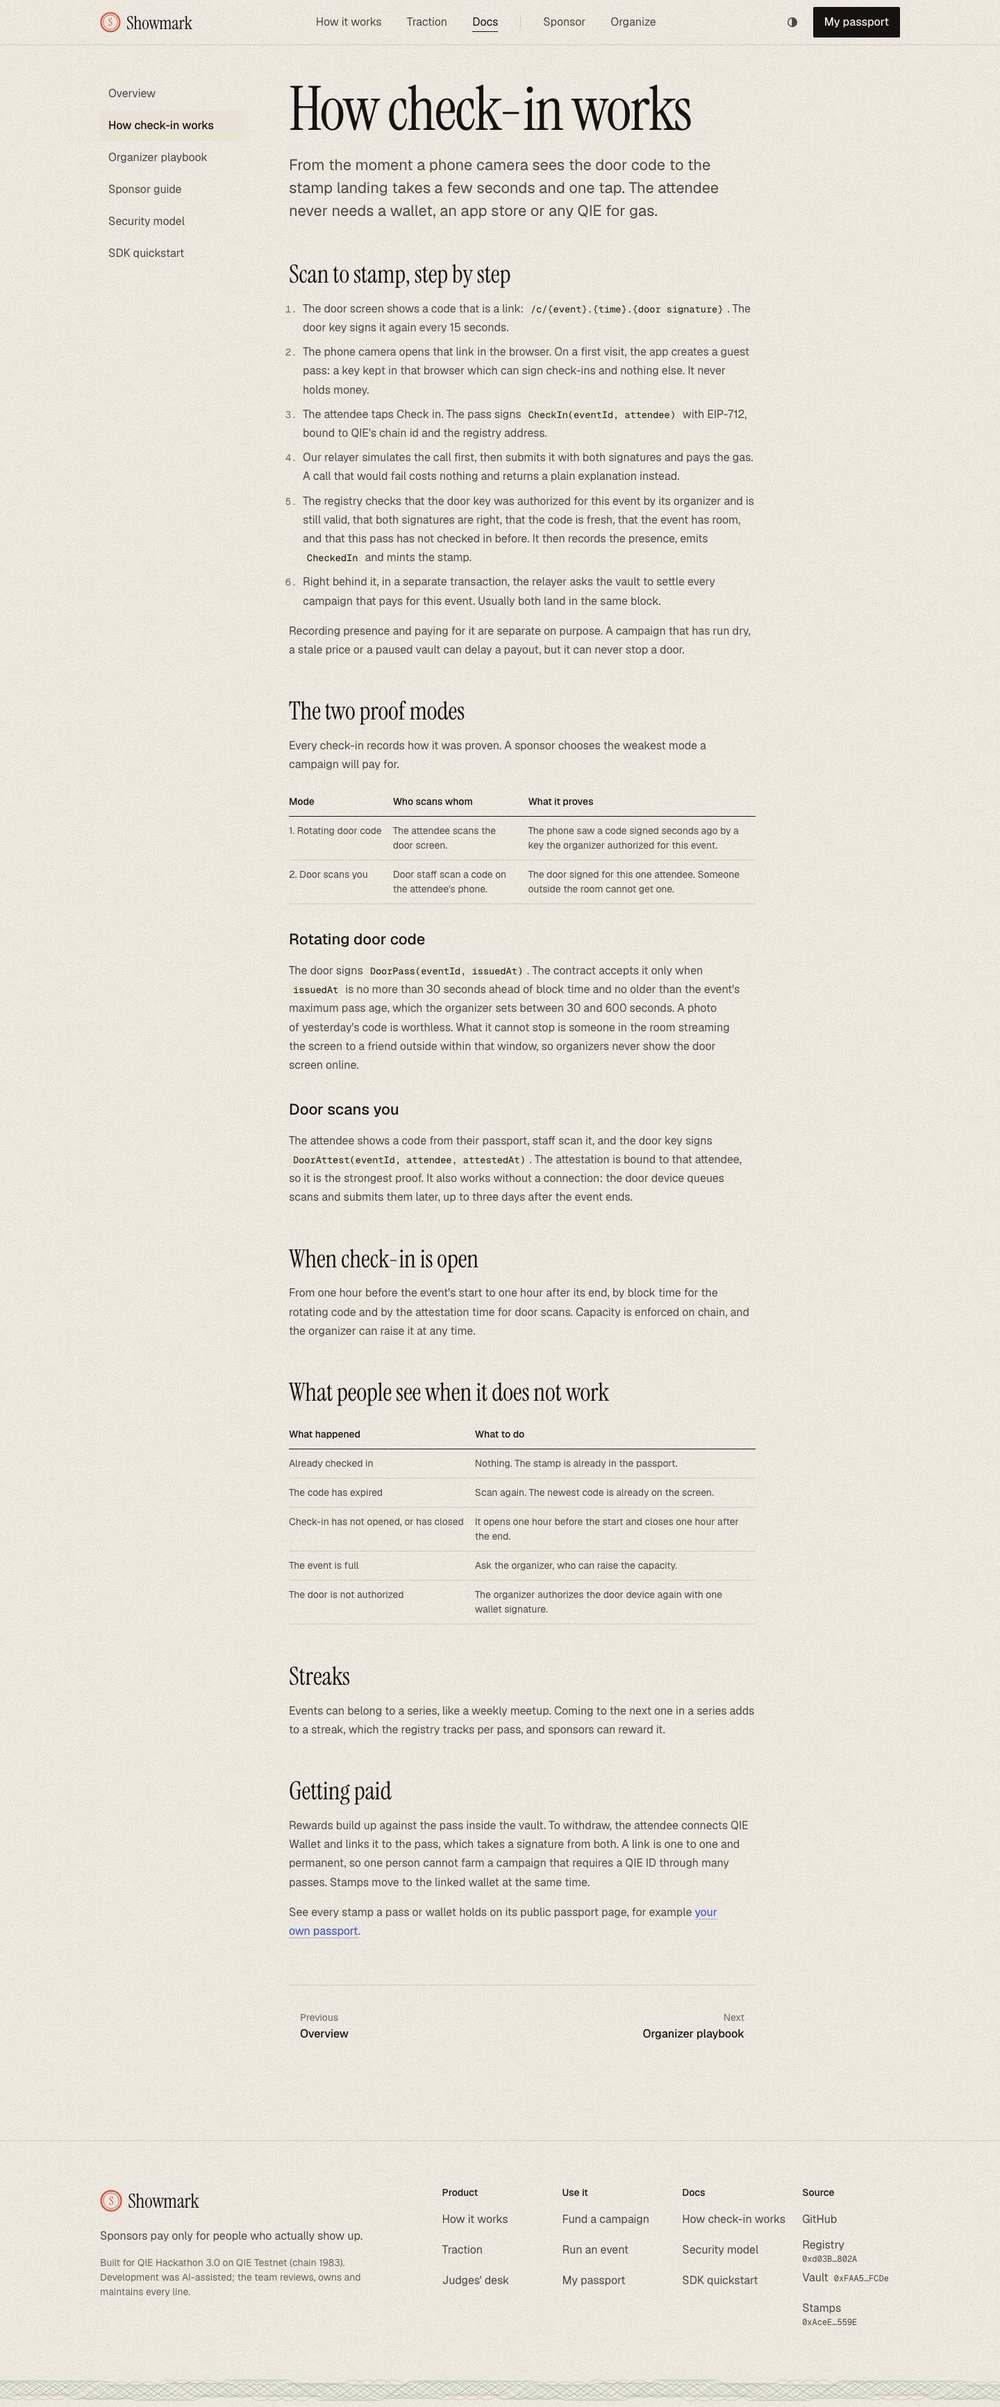 Showmark
How it works
Traction
Docs
Sponsor
Organize
My passport
Overview
How check-in works
Organizer playbook
Sponsor guide
Security model
SDK quickstart
How check-in works
From the moment a phone camera sees the door code to the
stamp landing takes a few seconds and one tap. The attendee
never needs a wallet, an app store or any QIE for gas.
Scan to stamp, step by step
1. The door screen shows a code that is a link: /c/{event}.{time}.{door signature}. The
door key signs it again every 15 seconds.
2. The phone camera opens that link in the browser. On a first visit, the app creates a guest
pass: a key kept in that browser which can sign check-ins and nothing else. It never
holds money.
3. The attendee taps Check in. The pass signs CheckIn(eventId, attendee) with EIP-712,
bound to QIE's chain id and the registry address.
4. Our relayer simulates the call first, then submits it with both signatures and pays the gas.
A call that would fail costs nothing and returns a plain explanation instead.
5. The registry checks that the door key was authorized for this event by its organizer and is
still valid, that both signatures are right, that the code is fresh, that the event has room,
and that this pass has not checked in before. It then records the presence, emits
CheckedIn and mints the stamp.
6. Right behind it, in a separate transaction, the relayer asks the vault to settle every
campaign that pays for this event. Usually both land in the same block.
Recording presence and paying for it are separate on purpose. A campaign that has run dry,
a stale price or a paused vault can delay a payout, but it can never stop a door.
The two proof modes
Every check-in records how it was proven. A sponsor chooses the weakest mode a
campaign will pay for.
Mode
Who scans whom
What it proves
1. Rotating door code
The attendee scans the
door screen.
The phone saw a code signed seconds ago by a
key the organizer authorized for this event.
2. Door scans you
Door staff scan a code on
the attendee's phone.
The door signed for this one attendee. Someone
outside the room cannot get one.
Rotating door code
The door signs DoorPass(eventId, issuedAt). The contract accepts it only when
issuedAt is no more than 30 seconds ahead of block time and no older than the event's
maximum pass age, which the organizer sets between 30 and 600 seconds. A photo
of yesterday's code is worthless. What it cannot stop is someone in the room streaming
the screen to a friend outside within that window, so organizers never show the door
screen online.
Door scans you
The attendee shows a code from their passport, staff scan it, and the door key signs
DoorAttest(eventId, attendee, attestedAt). The attestation is bound to that attendee,
so it is the strongest proof. It also works without a connection: the door device queues
scans and submits them later, up to three days after the event ends.
When check-in is open
From one hour before the event's start to one hour after its end, by block time for the
rotating code and by the attestation time for door scans. Capacity is enforced on chain, and
the organizer can raise it at any time.
What people see when it does not work
What happened
What to do
Already checked in
Nothing. The stamp is already in the passport.
The code has expired
Scan again. The newest code is already on the screen.
Check-in has not opened, or has closed
It opens one hour before the start and closes one hour after
the end.
The event is full
Ask the organizer, who can raise the capacity.
The door is not authorized
The organizer authorizes the door device again with one
wallet signature.
Streaks
Events can belong to a series, like a weekly meetup. Coming to the next one in a series adds
to a streak, which the registry tracks per pass, and sponsors can reward it.
Getting paid
Rewards build up against the pass inside the vault. To withdraw, the attendee connects QIE
Wallet and links it to the pass, which takes a signature from both. A link is one to one and
permanent, so one person cannot farm a campaign that requires a QIE ID through many
passes. Stamps move to the linked wallet at the same time.
See every stamp a pass or wallet holds on its public passport page, for example your
own passport.
Previous
Overview
Next
Organizer playbook
Showmark
Sponsors pay only for people who actually show up.
Built for QIE Hackathon 3.0 on QIE Testnet (chain 1983).
Development was AI-assisted; the team reviews, owns and
maintains every line.
Product
How it works
Traction
Judges' desk
Use it
Fund a campaign
Run an event
My passport
Docs
How check-in works
Security model
SDK quickstart
Source
GitHub
Registry
0xd03B…802A
Vault 0xFAA5…FCDe
Stamps
0xAceE…559E